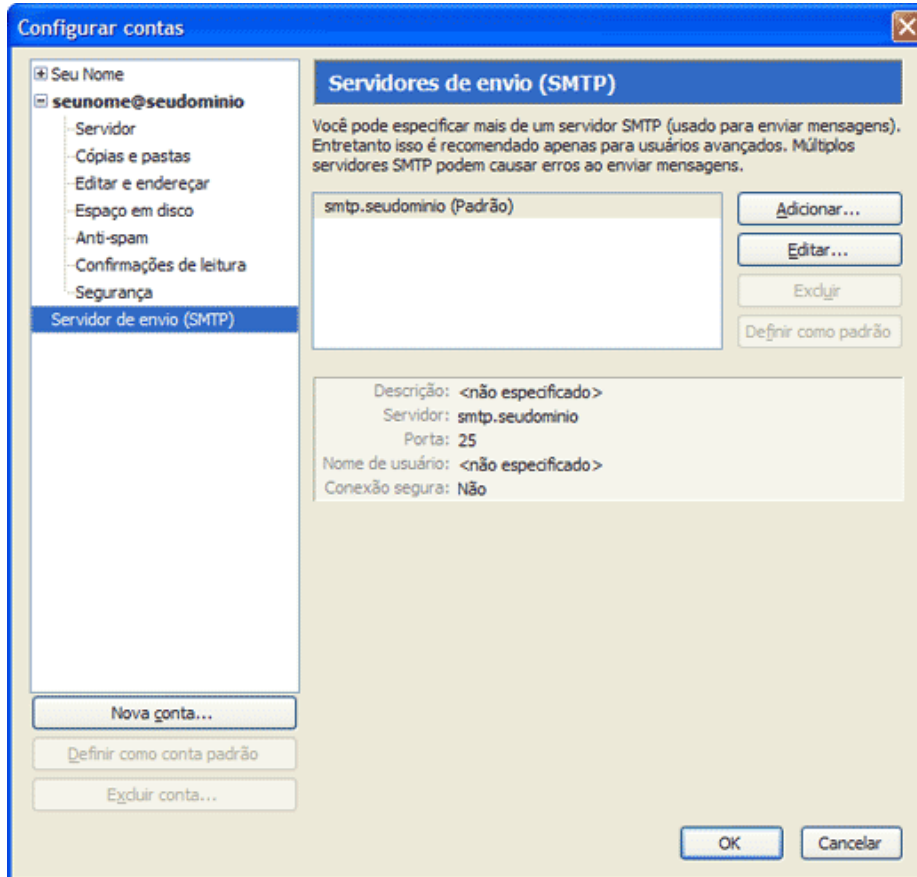 Configurar contas
Seu Nome
seunome@seudominio
Servidor
Cópias e pastas
Editar e endereçar
Espaço em disco
Anti-spam
Confirmações de leitura
Segurança
Servidor de envio (SMTP)
Nova conta...
Definir como conta padrão
Excluir conta...
Servidores de envio (SMTP)
Você pode especificar mais de um servidor SMTP (usado para enviar mensagens).
Entretanto isso é recomendado apenas para usuários avançados. Múltiplos
servidores SMTP podem causar erros ao enviar mensagens.
smtp.seudominio (Padrão)
Adicionar...
Editar...
Excluir
Definir como padrão
Descrição: <não especificado>
Servidor: smtp.seudominio
Porta: 25
Nome de usuário: <não especificado>
Conexão segura: Não
OK
Cancelar